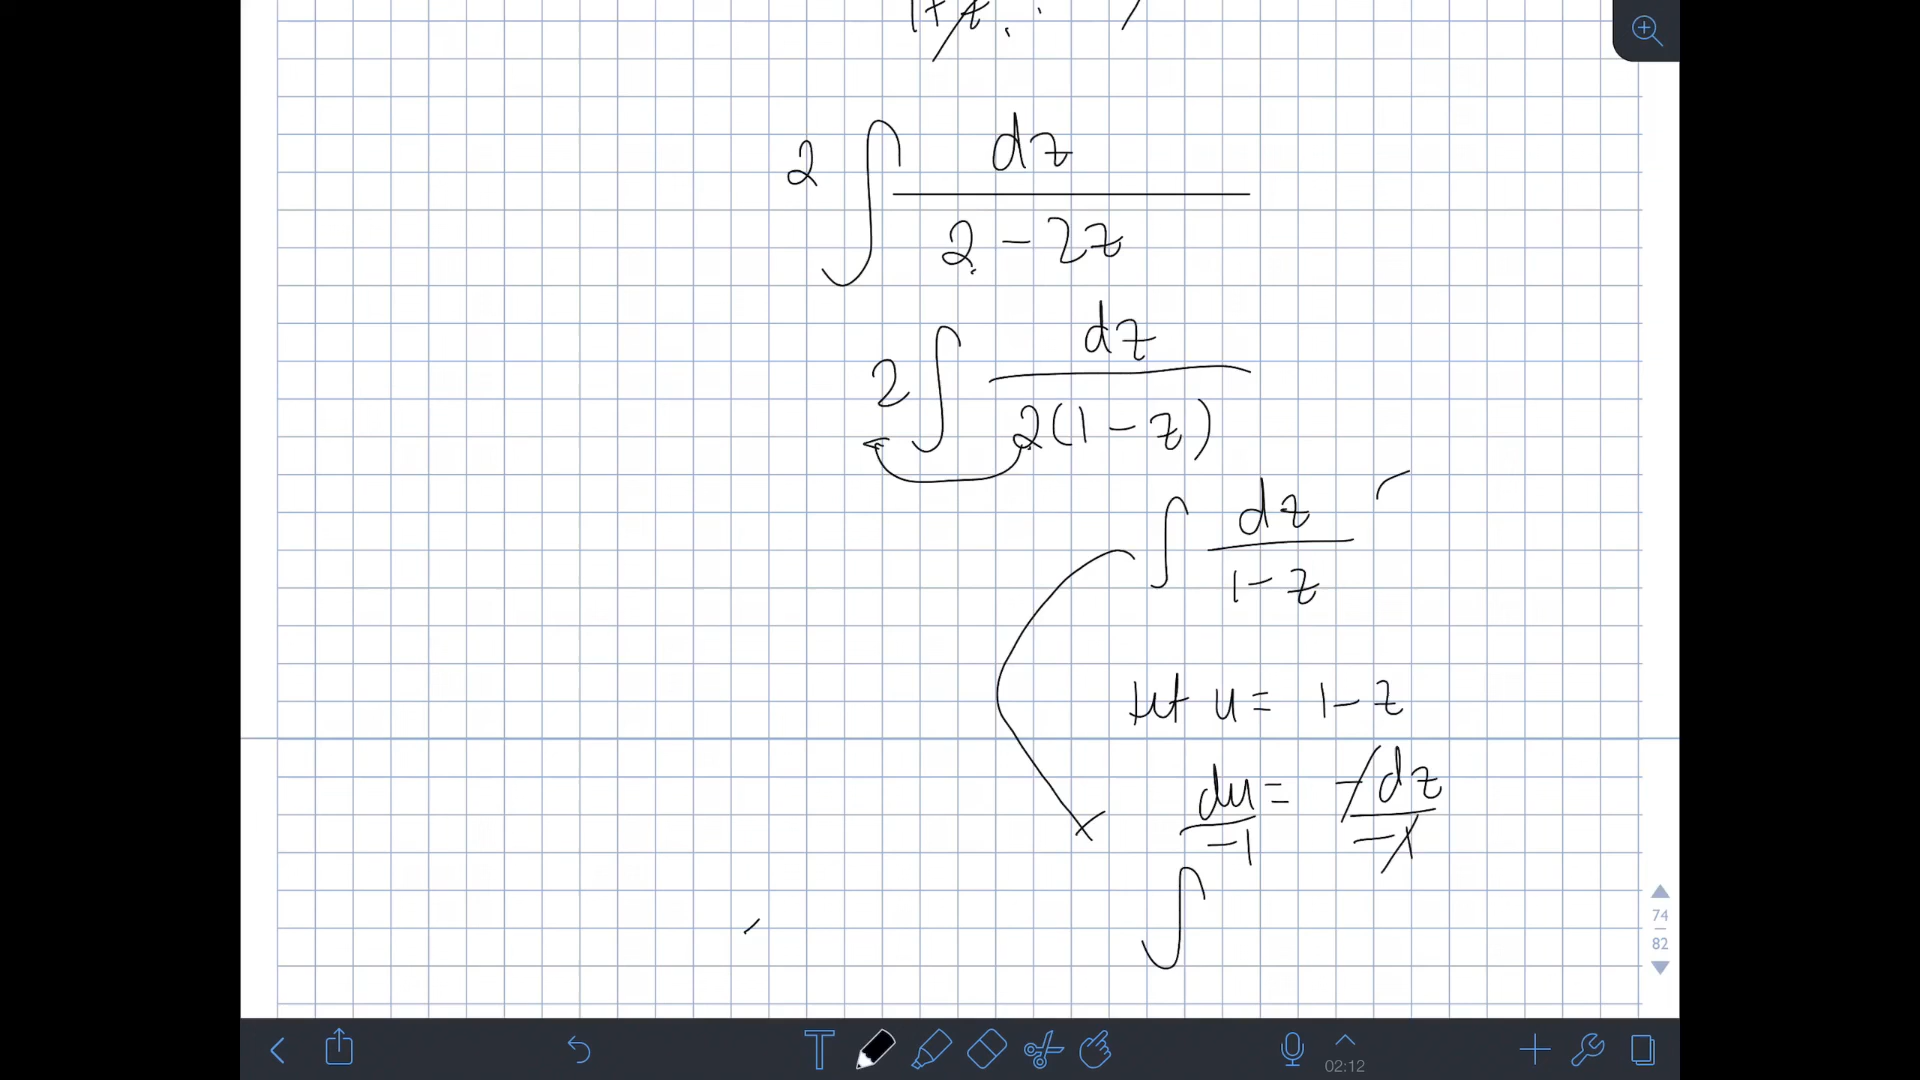 2 ∫ dz
2 - 2z
2 ∫ dz
2(1 - z)
∫ dz
1 - z
let u = 1 - z
du = -dz
-1 -1
∫
74
82
T
02:12